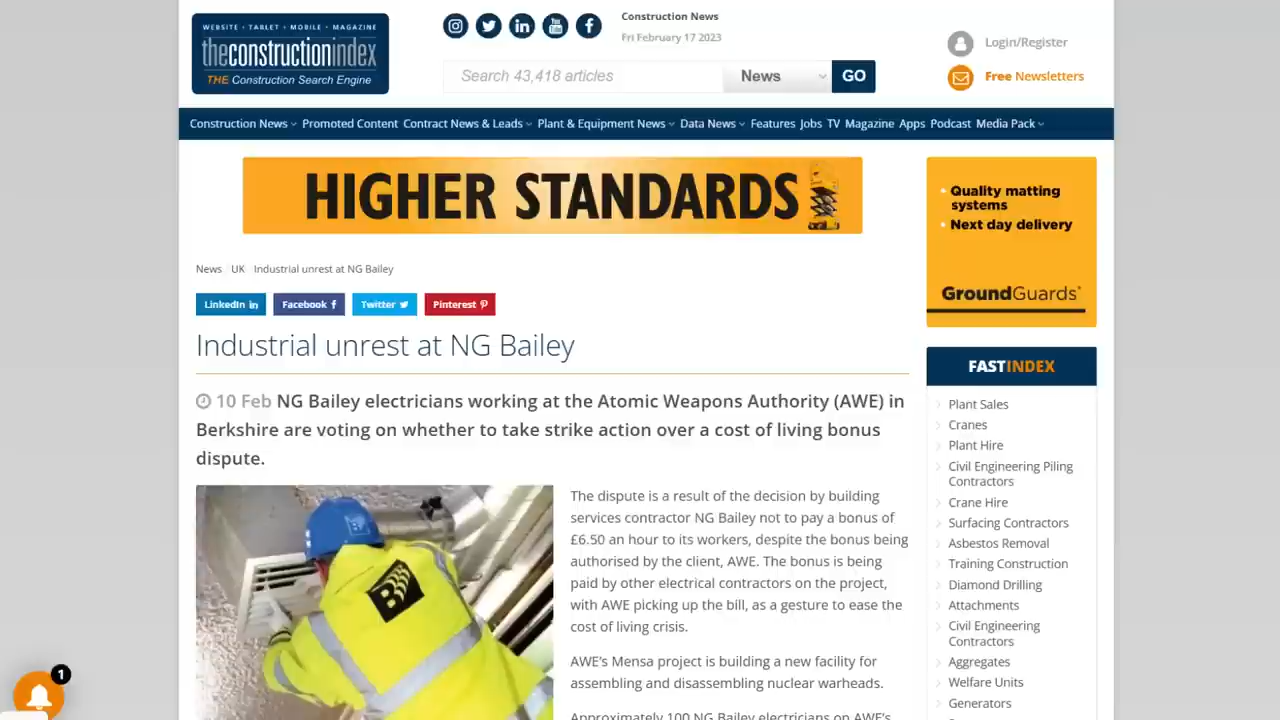 WEBSITE • TABLET • MOBILE • MAGAZINE
theconstructionindex
THE Construction Search Engine
Construction News
Fri February 17 2023
Search 43,418 articles
News
GO
Login/Register
Free Newsletters
Construction News
Promoted Content
Contract News & Leads
Plant & Equipment News
Data News
Features
Jobs
TV
Magazine
Apps
Podcast
Media Pack
HIGHER STANDARDS
• Quality matting
systems
• Next day delivery
GroundGuards®
News / UK / Industrial unrest at NG Bailey
LinkedIn in
Facebook f
Twitter
Pinterest
Industrial unrest at NG Bailey
10 Feb NG Bailey electricians working at the Atomic Weapons Authority (AWE) in
Berkshire are voting on whether to take strike action over a cost of living bonus
dispute.
The dispute is a result of the decision by building
services contractor NG Bailey not to pay a bonus of
£6.50 an hour to its workers, despite the bonus being
authorised by the client, AWE. The bonus is being
paid by other electrical contractors on the project,
with AWE picking up the bill, as a gesture to ease the
cost of living crisis.
AWE's Mensa project is building a new facility for
assembling and disassembling nuclear warheads.
Approximately 100 NG Bailey electricians on AWE's
FASTINDEX
Plant Sales
Cranes
Plant Hire
Civil Engineering Piling
Contractors
Crane Hire
Surfacing Contractors
Asbestos Removal
Training Construction
Diamond Drilling
Attachments
Civil Engineering
Contractors
Aggregates
Welfare Units
Generators
B
1